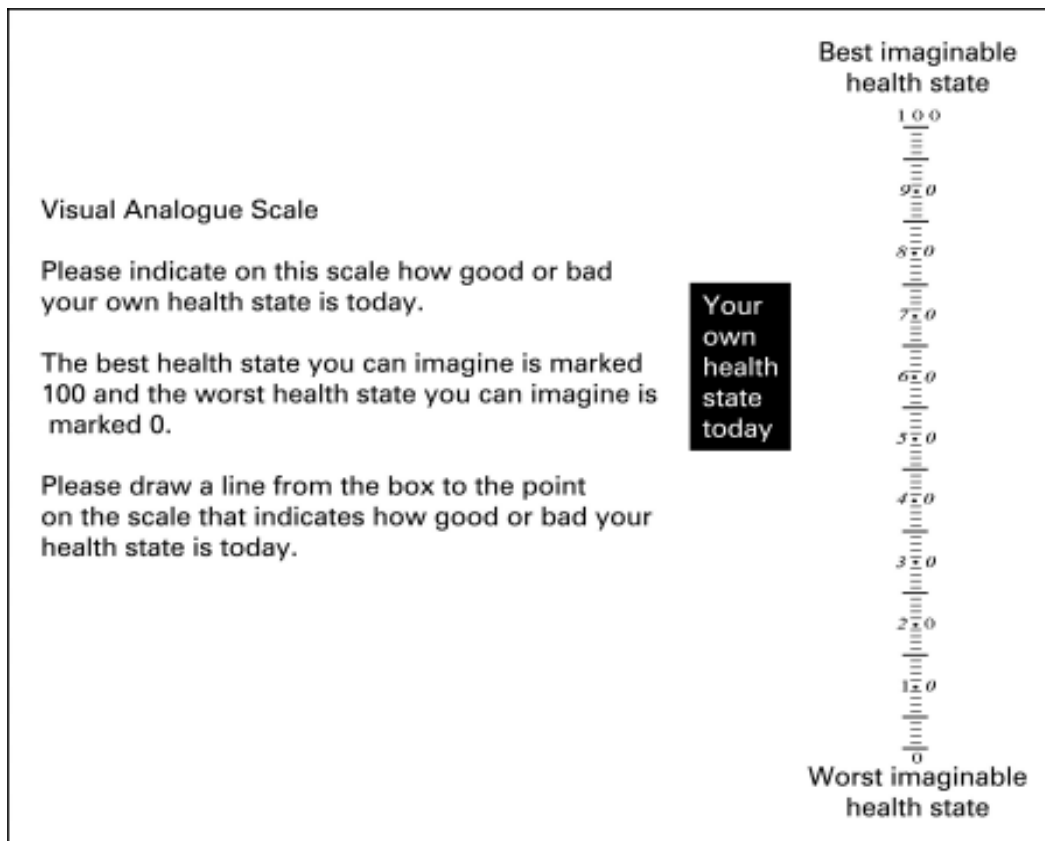 Visual Analogue Scale
Please indicate on this scale how good or bad
your own health state is today.
The best health state you can imagine is marked
100 and the worst health state you can imagine is
marked 0.
Please draw a line from the box to the point
on the scale that indicates how good or bad your
health state is today.
Your
own
health
state
today
Best imaginable
health state
100
90
80
70
60
50
40
30
20
10
0
Worst imaginable
health state